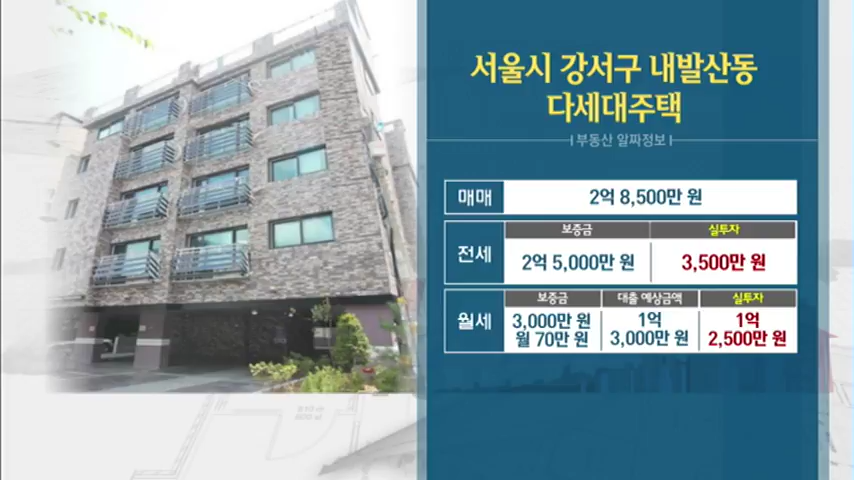 서울시 강서구 내발산동
다세대주택
부동산 알짜정보
매매 2억 8,500만 원
보증금 실투자
전세 2억 5,000만 원 3,500만 원
보증금 대출 예상금액 실투자
월세 3,000만 원 1억 1억
월 70만 원 3,000만 원 2,500만 원